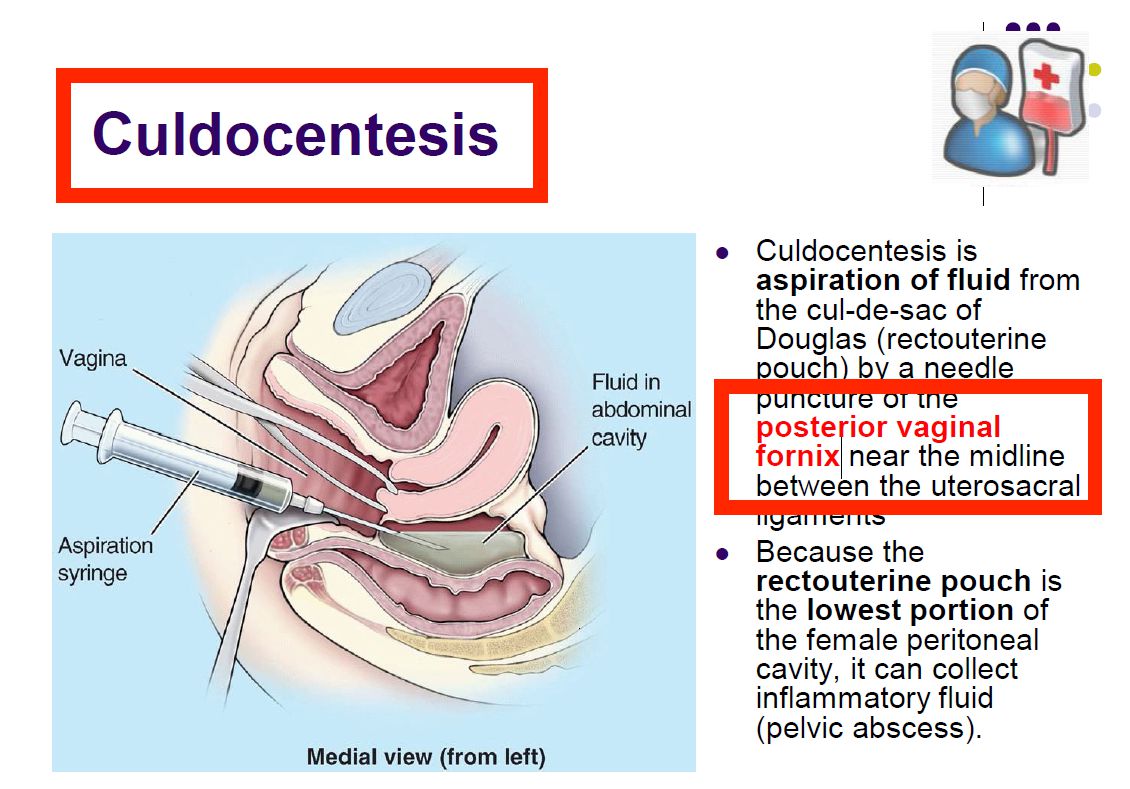 Culdocentesis
Vagina
Aspiration
syringe
Fluid in
abdominal
cavity
Medial view (from left)
Culdocentesis is
aspiration of fluid from
the cul-de-sac of
Douglas (rectouterine
pouch) by a needle
puncture of the
posterior vaginal
fornix near the midline
between the uterosacral
ligaments
Because the
rectouterine pouch is
the lowest portion of
the female peritoneal
cavity, it can collect
inflammatory fluid
(pelvic abscess).